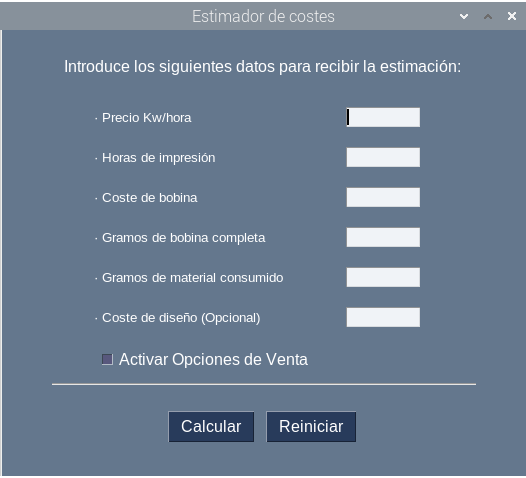 Estimador de costes
Introduce los siguientes datos para recibir la estimación:
· Precio Kw/hora
· Horas de impresión
· Coste de bobina
· Gramos de bobina completa
· Gramos de material consumido
· Coste de diseño (Opcional)
Activar Opciones de Venta
Calcular Reiniciar